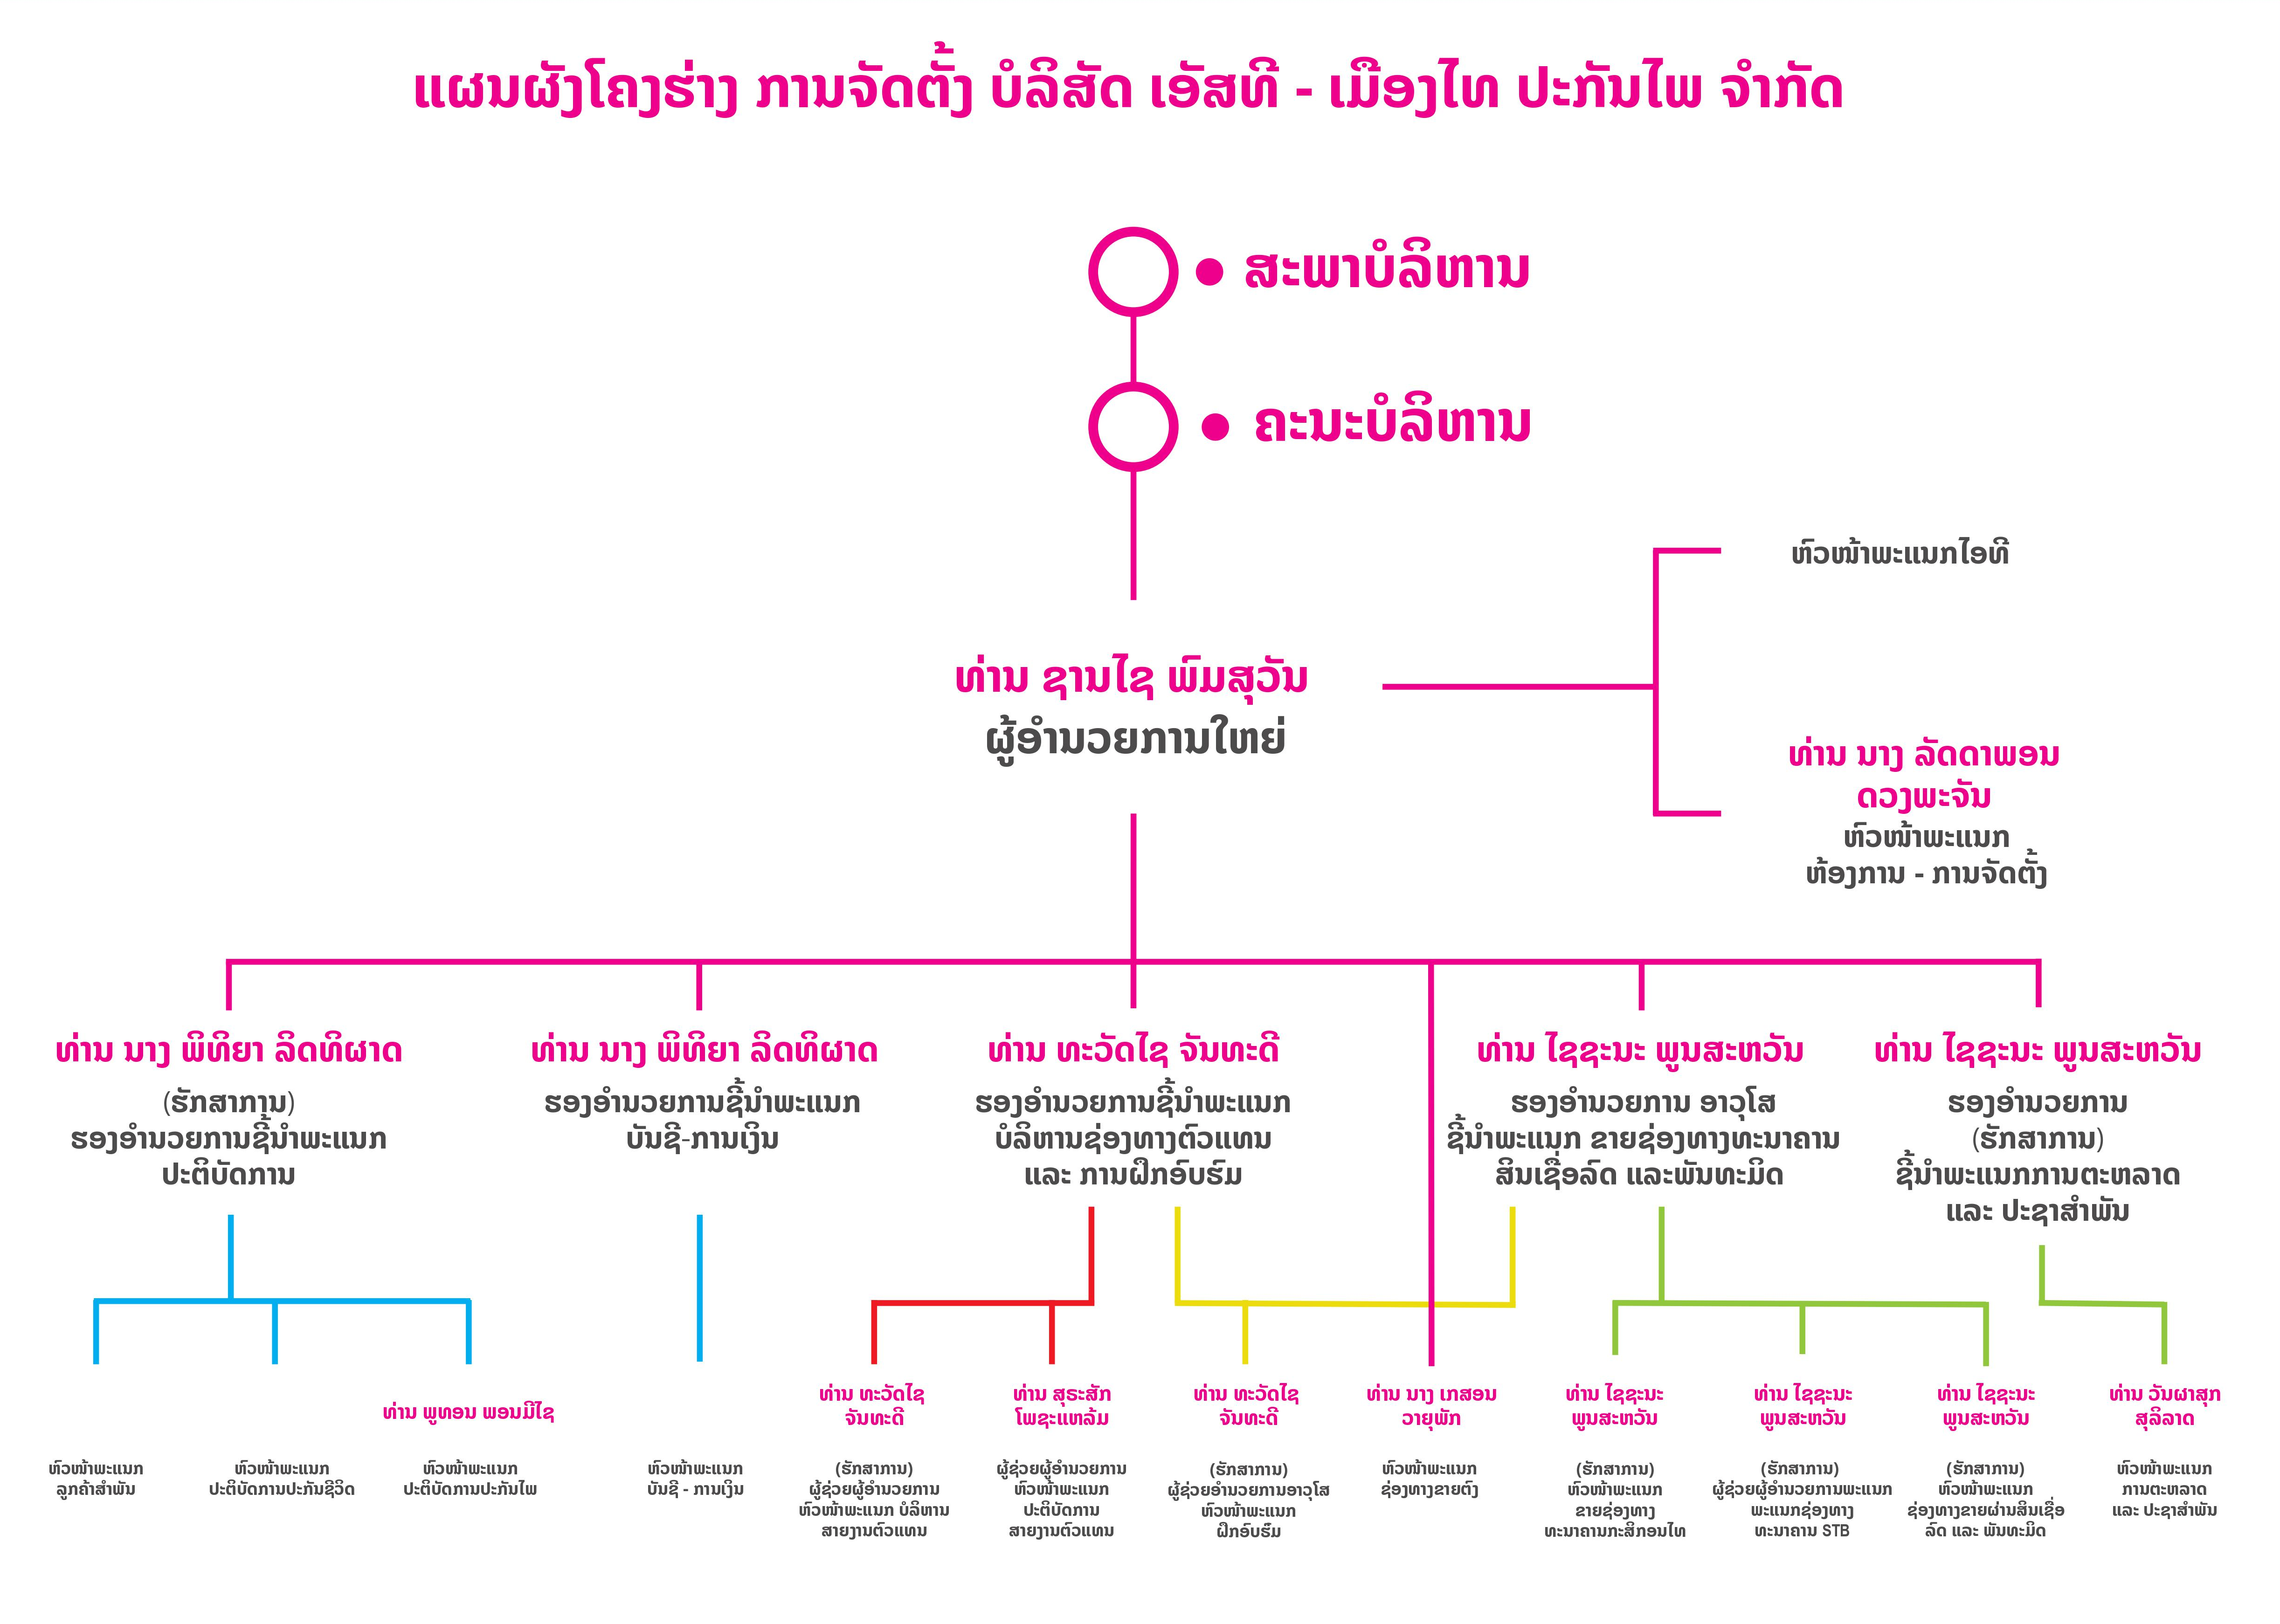 ແຜນຜັງໂຄງຮ່າງ ການຈັດຕັ້ງ ບໍລິສັດ ເອັສທີ - ເມືອງໄທ ປະກັນໄພ ຈຳກັດ
ສະພາບໍລິຫານ
ຄະນະບໍລິຫານ
ຫົວໜ້າພະແນກໄອທີ
ທ່ານ ຊານໄຊ ພົມສຸວັນ
ຜູ້ອຳນວຍການໃຫຍ່
ທ່ານ ນາງ ລັດດາພອນ
ດວງພະຈັນ
ຫົວໜ້າພະແນກ
ຫ້ອງການ - ການຈັດຕັ້ງ
ທ່ານ ນາງ ພິທິຍາ ລິດທິຜາດ
(ຮັກສາການ)
ຮອງອຳນວຍການຊີ້ນຳພະແນກ
ປະຕິບັດການ
ທ່ານ ນາງ ພິທິຍາ ລິດທິຜາດ
ຮອງອຳນວຍການຊີ້ນຳພະແນກ
ບັນຊີ-ການເງິນ
ທ່ານ ທະວັດໄຊ ຈັນທະດີ
ຮອງອຳນວຍການຊີ້ນຳພະແນກ
ບໍລິຫານຊ່ອງທາງຕົວແທນ
ແລະ ການຝຶກອົບຮົມ
ທ່ານ ໄຊຊະນະ ພູນສະຫວັນ
ຮອງອຳນວຍການ ອາວຸໂສ
ຊີ້ນຳພະແນກ ຂາຍຊ່ອງທາງທະນາຄານ
ສິນເຊື່ອລົດ ແລະພັນທະມິດ
ທ່ານ ໄຊຊະນະ ພູນສະຫວັນ
ຮອງອຳນວຍການ
(ຮັກສາການ)
ຊີ້ນຳພະແນກການຕະຫລາດ
ແລະ ປະຊາສຳພັນ
ຫົວໜ້າພະແນກ
ລູກຄ້າສຳພັນ
ຫົວໜ້າພະແນກ
ປະຕິບັດການປະກັນຊີວິດ
ທ່ານ ພູທອນ ພອນມີໄຊ
ຫົວໜ້າພະແນກ
ປະຕິບັດການປະກັນໄພ
ຫົວໜ້າພະແນກ
ບັນຊີ - ການເງິນ
ທ່ານ ທະວັດໄຊ
ຈັນທະດີ
(ຮັກສາການ)
ຜູ້ຊ່ວຍຜູ້ອຳນວຍການ
ຫົວໜ້າພະແນກ ບໍລິຫານ
ສາຍງານຕົວແທນ
ທ່ານ ສຸຣະສັກ
ໂພຊະແຫລ້ມ
ຜູ້ຊ່ວຍຜູ້ອຳນວຍການ
ຫົວໜ້າພະແນກ
ປະຕິບັດການ
ສາຍງານຕົວແທນ
ທ່ານ ທະວັດໄຊ
ຈັນທະດີ
(ຮັກສາການ)
ຜູ້ຊ່ວຍອຳນວຍການອາວຸໂສ
ຫົວໜ້າພະແນກ
ຝຶກອົບຮົມ
ທ່ານ ນາງ ເກສອນ
ວາຍຸພັກ
ຫົວໜ້າພະແນກ
ຊ່ອງທາງຂາຍຕົງ
ທ່ານ ໄຊຊະນະ
ພູນສະຫວັນ
(ຮັກສາການ)
ຫົວໜ້າພະແນກ
ຂາຍຊ່ອງທາງ
ທະນາຄານກະສິກອນໄທ
ທ່ານ ໄຊຊະນະ
ພູນສະຫວັນ
(ຮັກສາການ)
ຜູ້ຊ່ວຍຜູ້ອຳນວຍການພະແນກ
ພະແນກຊ່ອງທາງ
ທະນາຄານ STB
ທ່ານ ໄຊຊະນະ
ພູນສະຫວັນ
(ຮັກສາການ)
ຫົວໜ້າພະແນກ
ຊ່ອງທາງຂາຍຜ່ານສິນເຊື່ອ
ລົດ ແລະ ພັນທະມິດ
ທ່ານ ວັນຜາສຸກ
ສຸລິລາດ
ຫົວໜ້າພະແນກ
ການຕະຫລາດ
ແລະ ປະຊາສຳພັນ